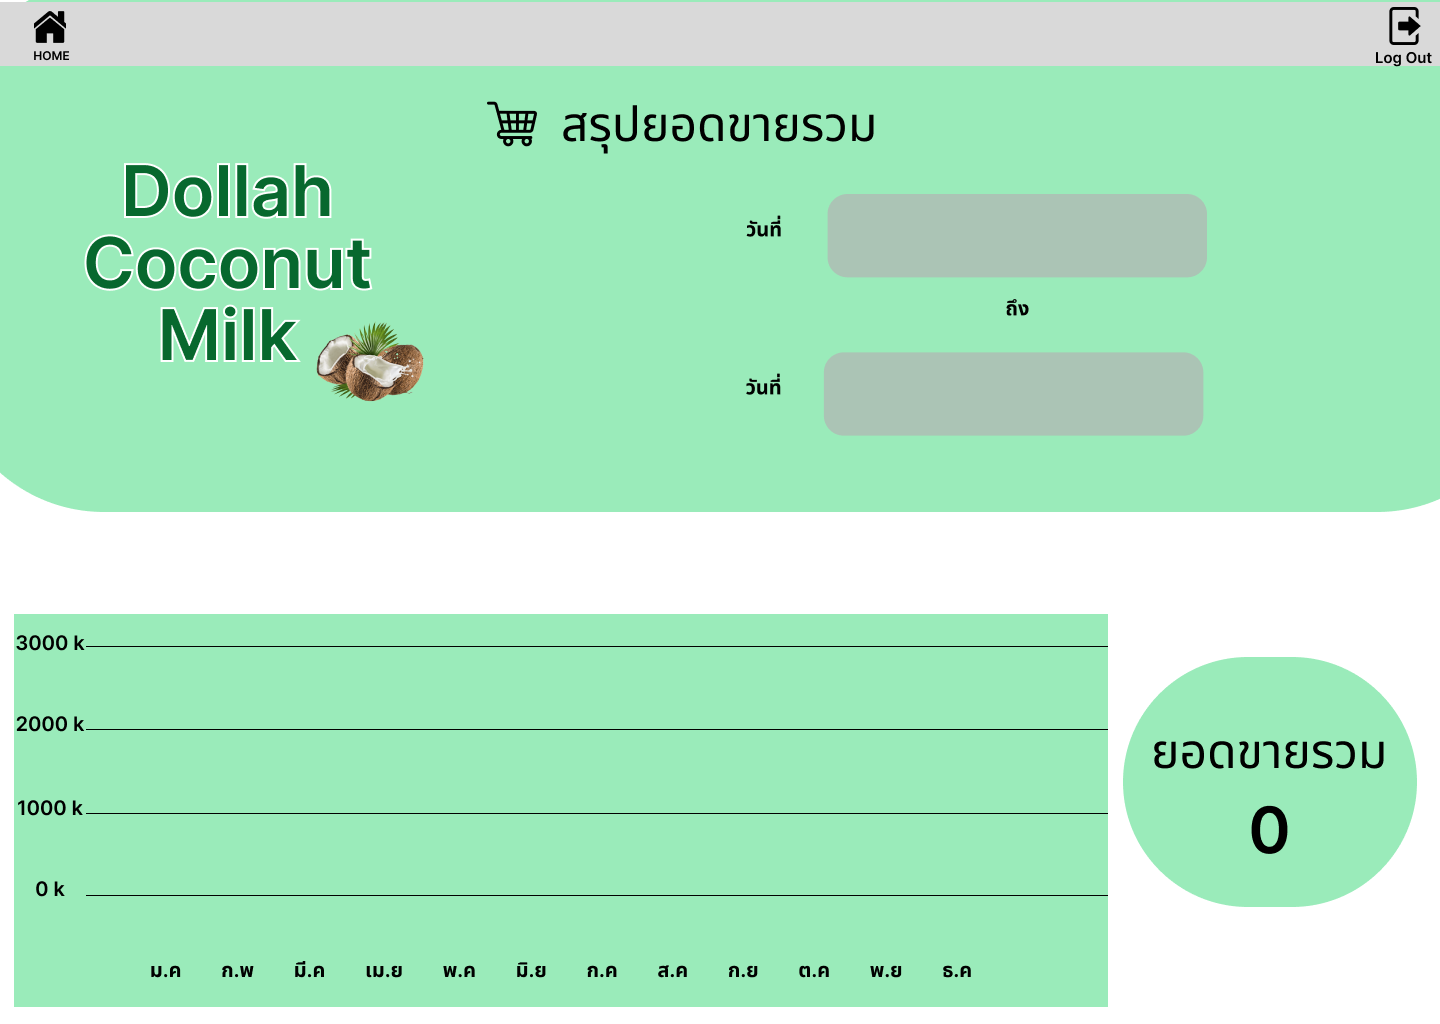 HOME
Log Out
สรุปยอดขายรวม
Dollah
Coconut
Milk
วันที่
ถึง
วันที่
3000 k
2000 k
1000 k
0 k
ม.ค ก.พ มี.ค เม.ย พ.ค มิ.ย ก.ค ส.ค ก.ย ต.ค พ.ย ธ.ค
ยอดขายรวม
0